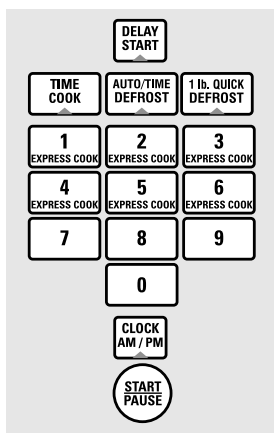 DELAY
START
TIME
COOK
AUTO/TIME
DEFROST
1 lb. QUICK
DEFROST
1
EXPRESS COOK
2
EXPRESS COOK
3
EXPRESS COOK
4
EXPRESS COOK
5
EXPRESS COOK
6
EXPRESS COOK
7
8
9
0
CLOCK
AM / PM
START
PAUSE